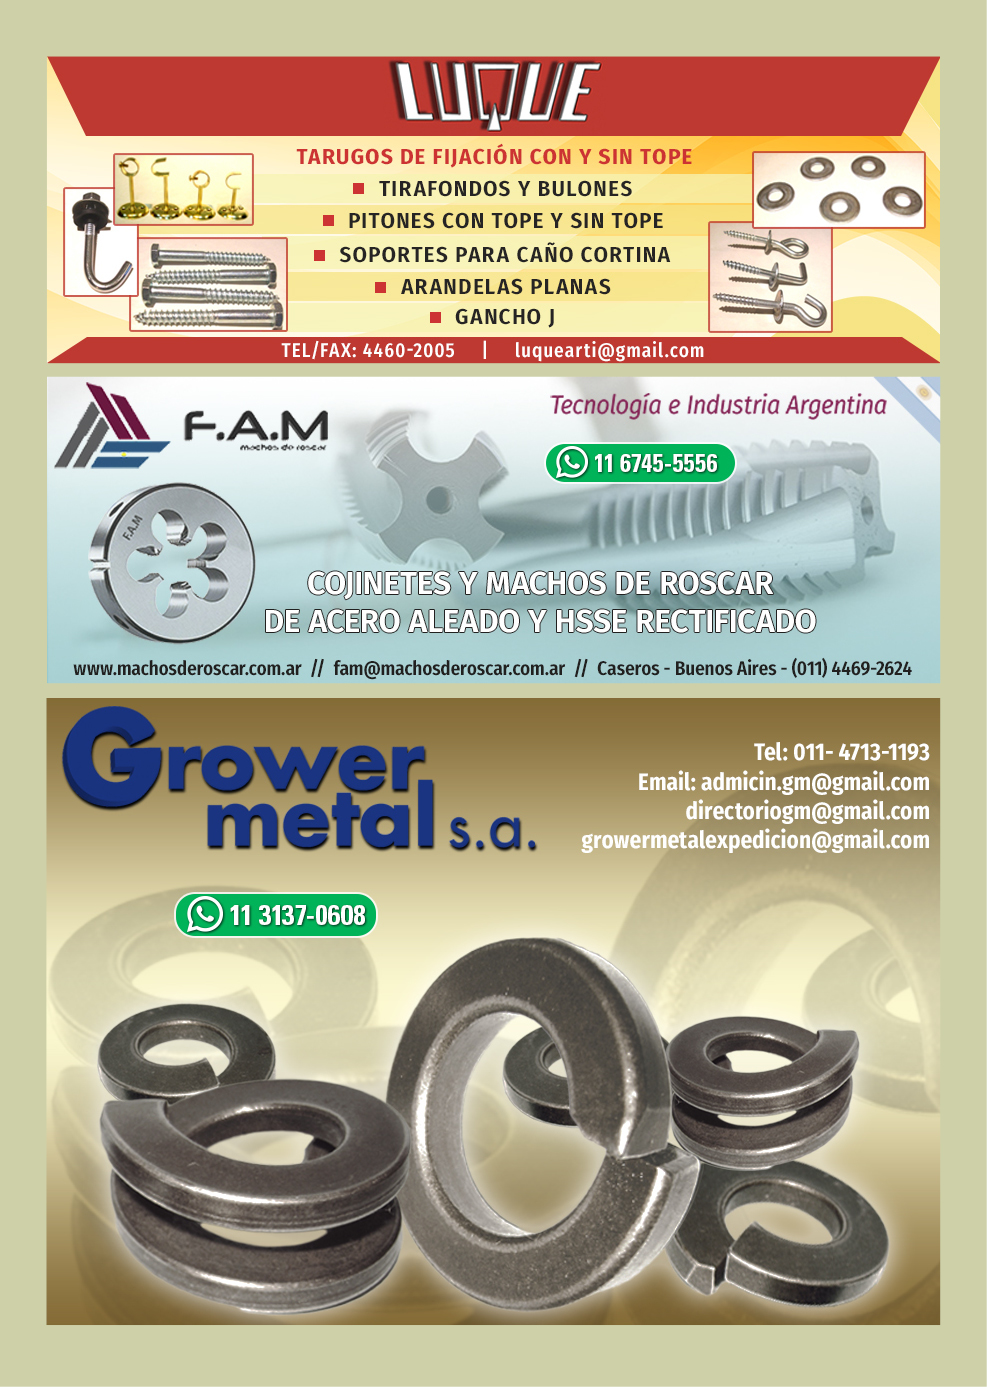 LUQUE
TARUGOS DE FIJACIÓN CON Y SIN TOPE
TIRAFONDOS Y BULONES
PITONES CON TOPE Y SIN TOPE
SOPORTES PARA CAÑO CORTINA
ARANDELAS PLANAS
GANCHO J
TEL/FAX: 4460-2005 | luquearti@gmail.com
F.A.M
machos de roscar
Tecnología e Industria Argentina
11 6745-5556
F.A.M
COJINETES Y MACHOS DE ROSCAR
DE ACERO ALEADO Y HSSE RECTIFICADO
www.machosderoscar.com.ar // fam@machosderoscar.com.ar // Caseros - Buenos Aires - (011) 4469-2624
Grower
metal s.a.
Tel: 011- 4713-1193
Email: admicin.gm@gmail.com
directoriogm@gmail.com
growermetalexpedicion@gmail.com
11 3137-0608